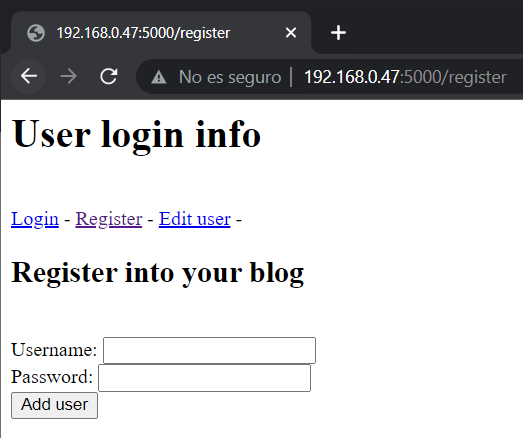 192.168.0.47:5000/register
No es seguro | 192.168.0.47:5000/register
User login info
Login - Register - Edit user -
Register into your blog
Username:
Password:
Add user